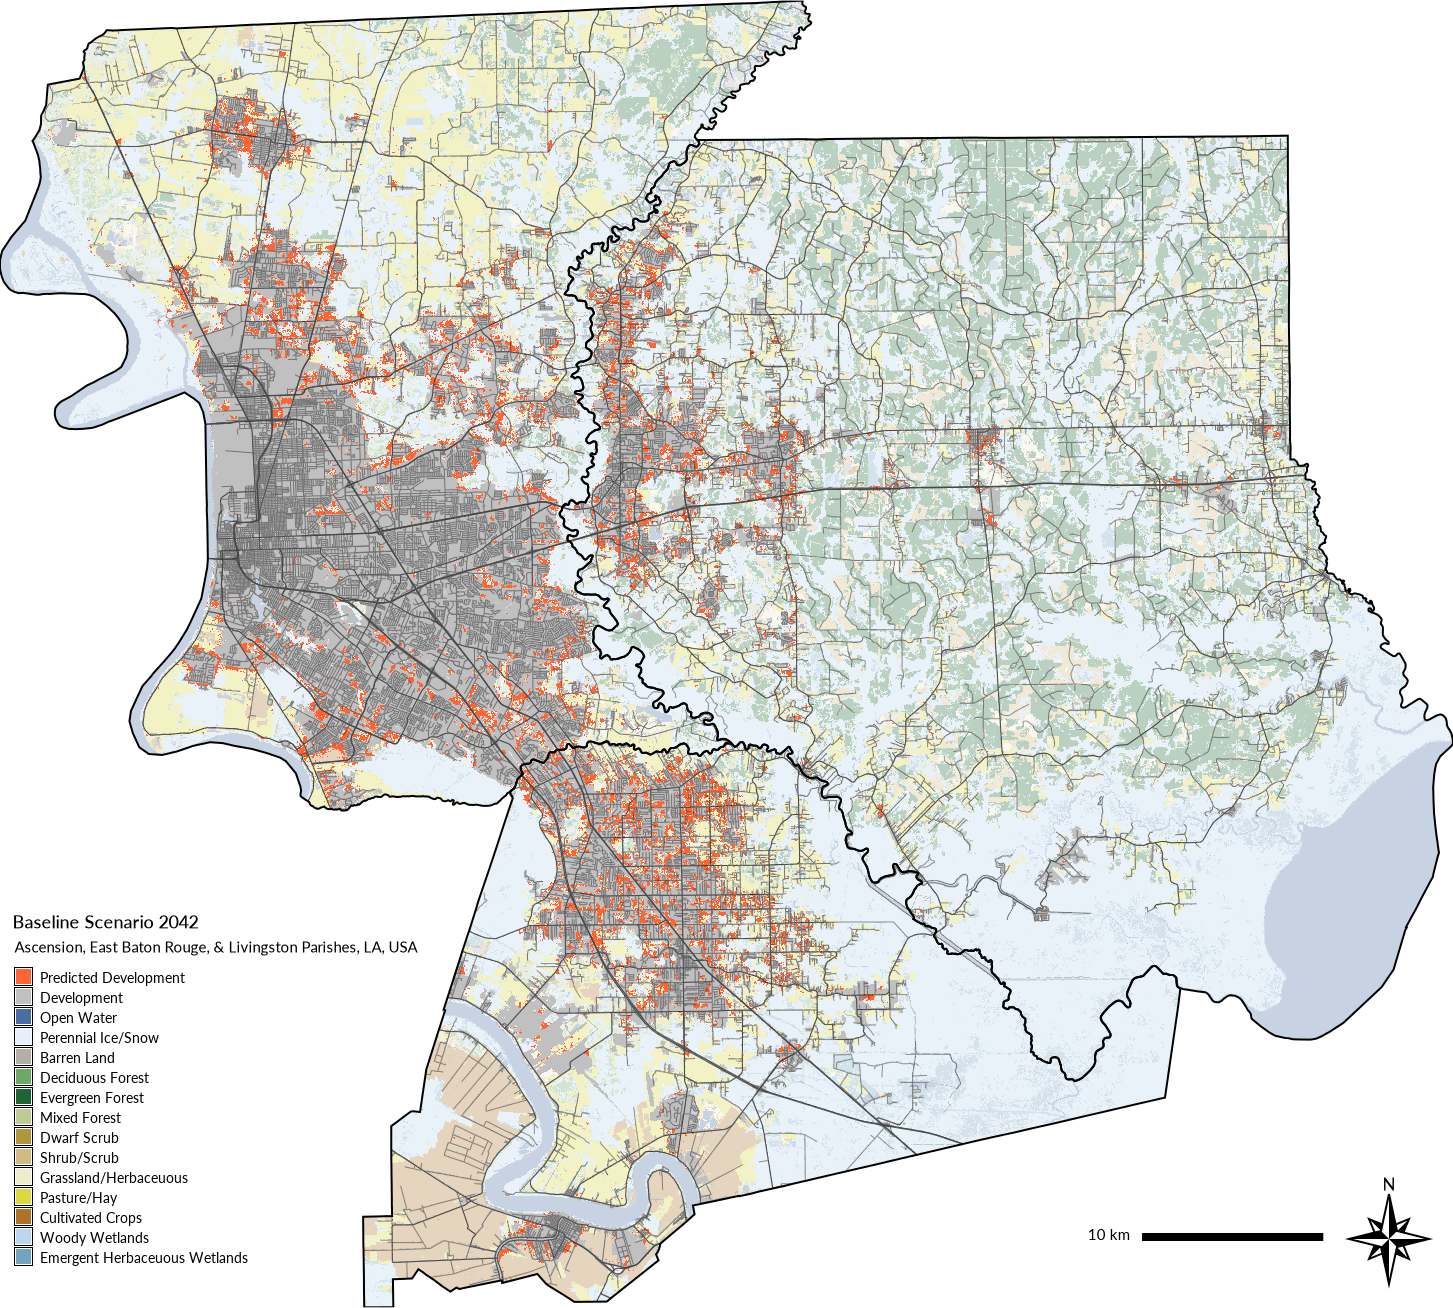 Baseline Scenario 2042
Ascension, East Baton Rouge, & Livingston Parishes, LA, USA
Predicted Development
Development
Open Water
Perennial Ice/Snow
Barren Land
Deciduous Forest
Evergreen Forest
Mixed Forest
Dwarf Scrub
Shrub/Scrub
Grassland/Herbaceuous
Pasture/Hay
Cultivated Crops
Woody Wetlands
Emergent Herbaceuous Wetlands
N
10 km